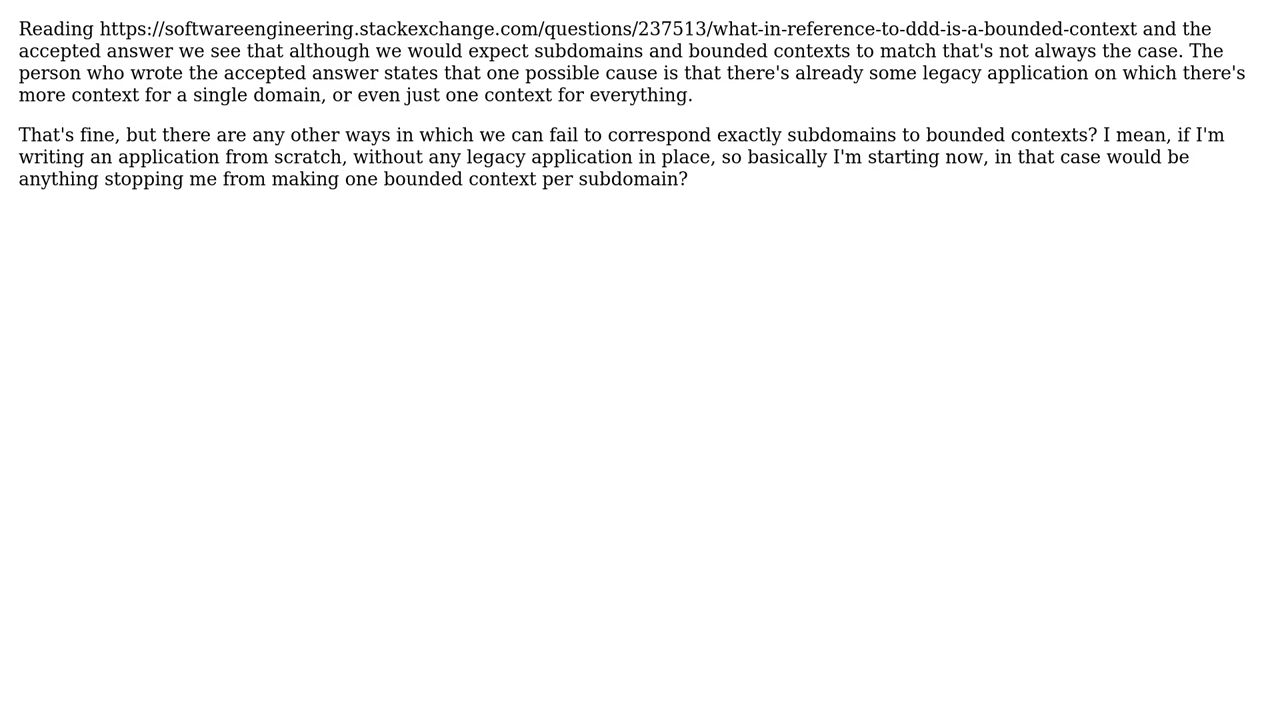 Reading https://softwareengineering.stackexchange.com/questions/237513/what-in-reference-to-ddd-is-a-bounded-context and the
accepted answer we see that although we would expect subdomains and bounded contexts to match that's not always the case. The
person who wrote the accepted answer states that one possible cause is that there's already some legacy application on which there's
more context for a single domain, or even just one context for everything.
That's fine, but there are any other ways in which we can fail to correspond exactly subdomains to bounded contexts? I mean, if I'm
writing an application from scratch, without any legacy application in place, so basically I'm starting now, in that case would be
anything stopping me from making one bounded context per subdomain?